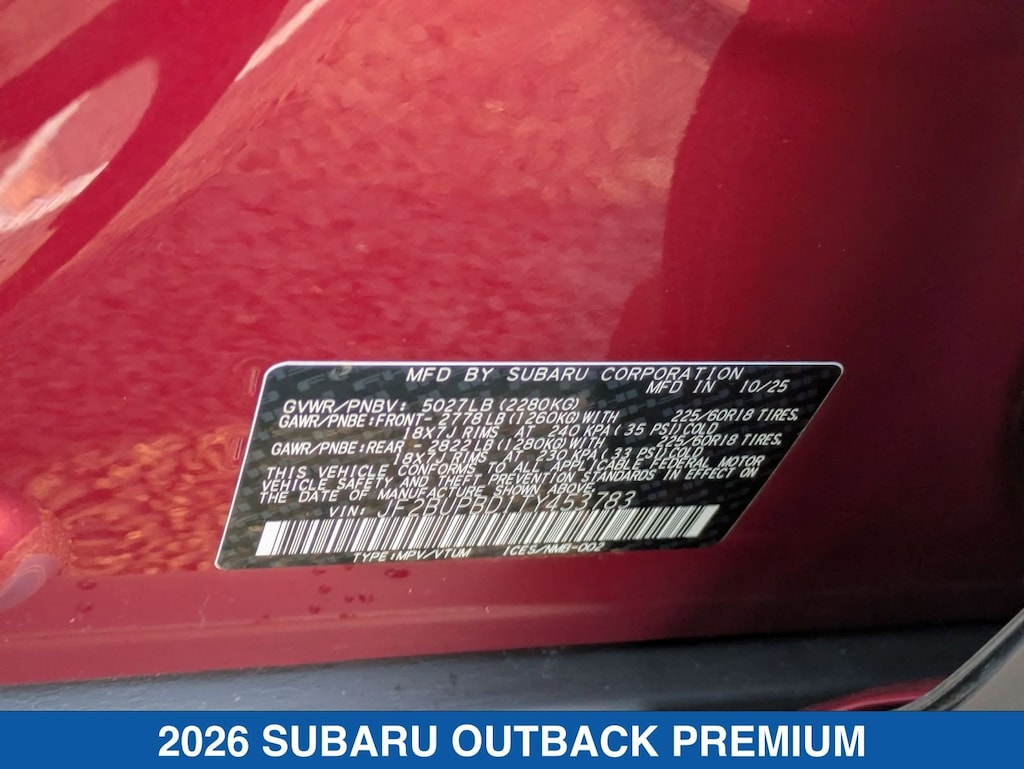 MFD BY SUBARU CORPORATION
MFD IN 10/25
GVWR/PNBV: 5027LB (2280KG)
GAWR/PNBE:FRONT- 2778LB(1260KG)WITH 225/60R18 TIRES.
18X7J RIMS AT 240 KPA( 35 PSI)COLD
GAWR/PNBE:REAR - 2822LB(1280KG)WITH 225/60R18 TIRES.
18X7J RIMS AT 230 KPA( 33 PSI)COLD
THIS VEHICLE CONFORMS TO ALL APPLICABLE FEDERAL MOTOR
VEHICLE SAFETY AND THEFT PREVENTION STANDARDS IN EFFECT ON
THE DATE OF MANUFACTURE SHOWN ABOVE.
VIN: JF2BUPBD1TY453783
TYPE:MPV/VTUM ICES/NMB-002
2026 SUBARU OUTBACK PREMIUM